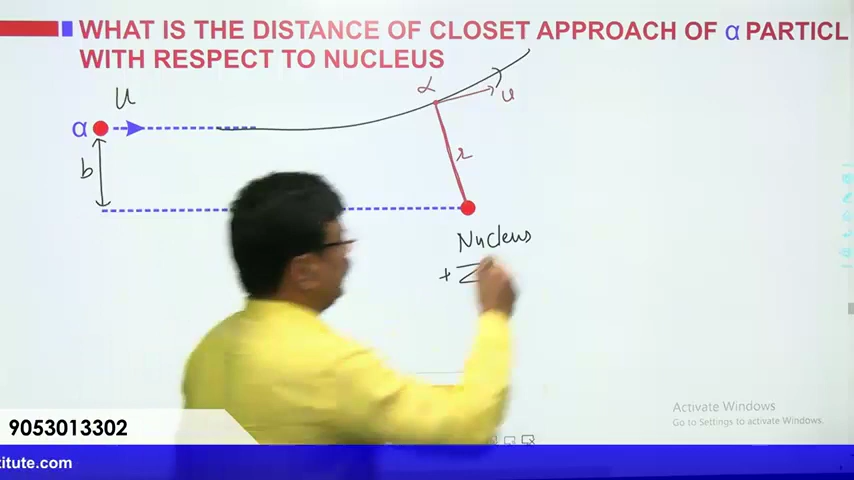 WHAT IS THE DISTANCE OF CLOSET APPROACH OF α PARTICL
WITH RESPECT TO NUCLEUS
U
α
u
α
b
r
Nucleus
+Z
Activate Windows
Go to Settings to activate Windows.
9053013302
titute.com